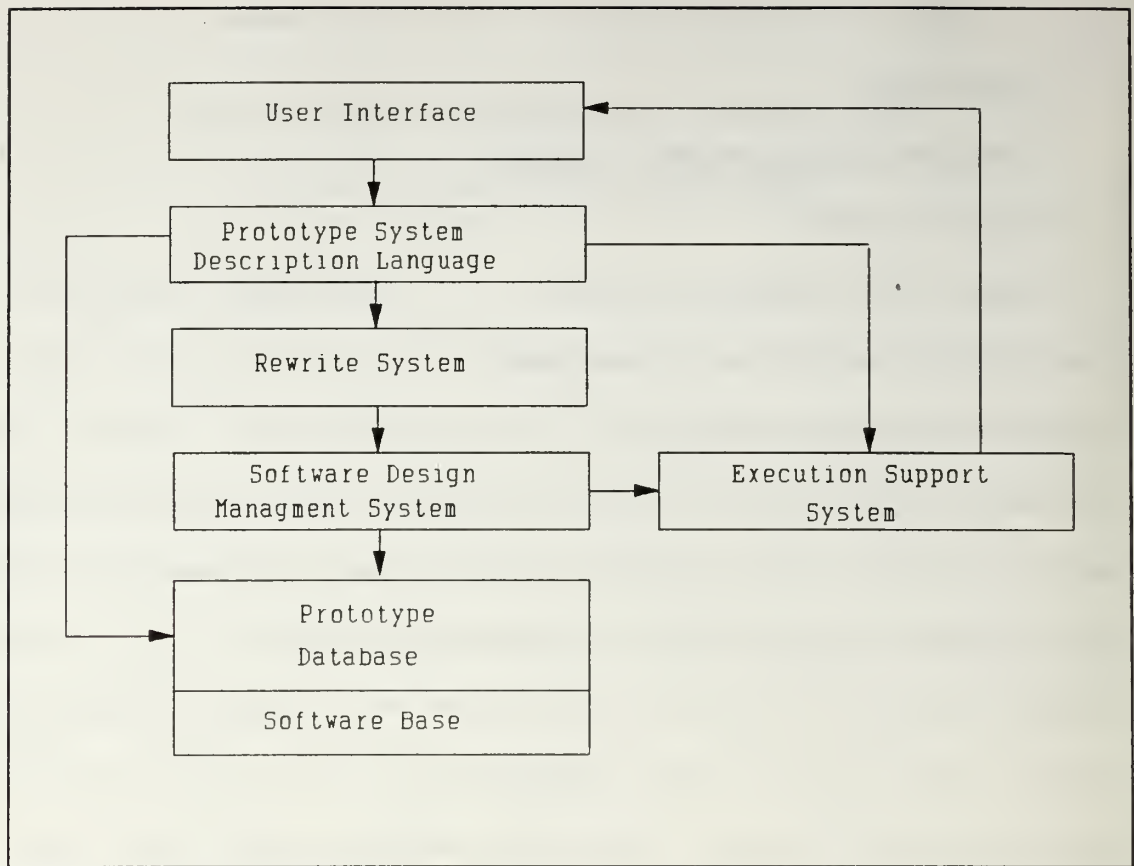 User Interface
Prototype System
Description Language
Rewrite System
Software Design
Managment System
Execution Support
System
Prototype
Database
Software Base